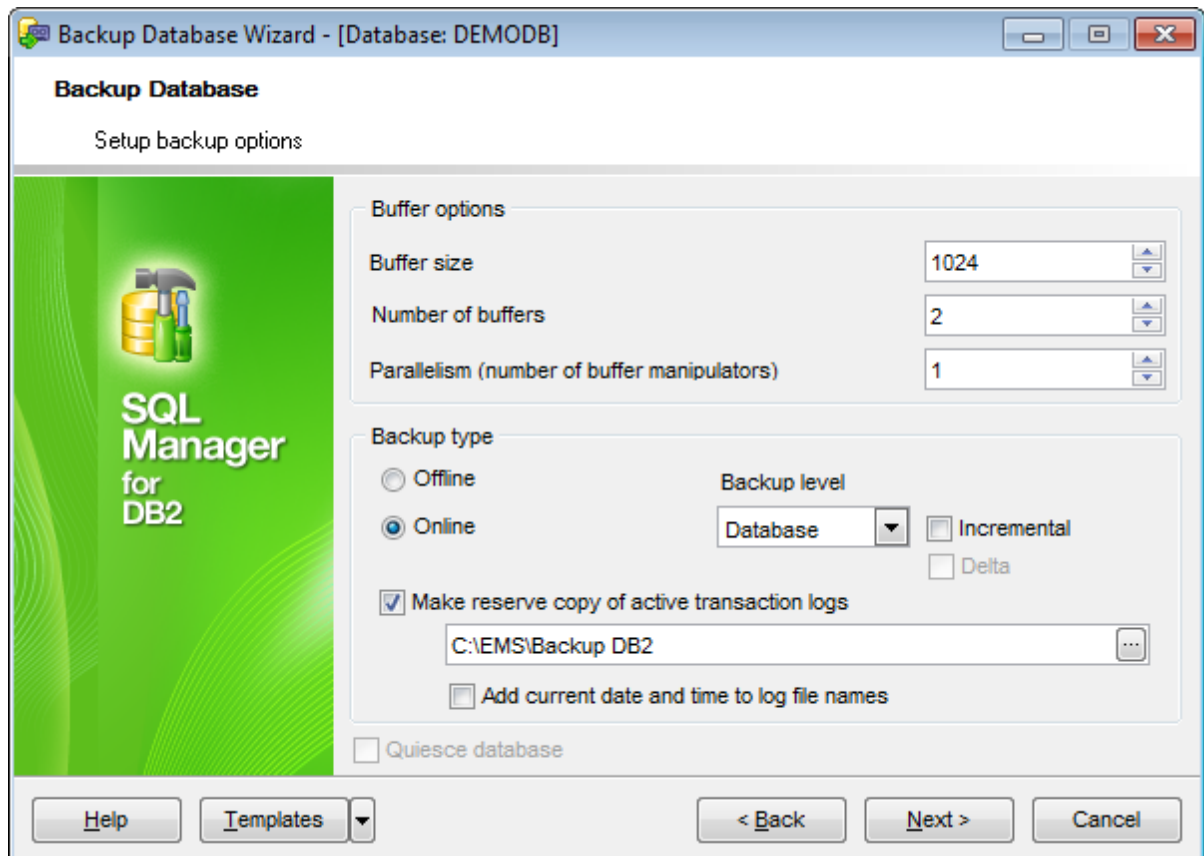 Backup Database Wizard - [Database: DEMODB]
Backup Database
Setup backup options
SQL
Manager
for
DB2
Buffer options
Buffer size
1024
Number of buffers
2
Parallelism (number of buffer manipulators)
1
Backup type
Offline
Online
Backup level
Database
Incremental
Delta
Make reserve copy of active transaction logs
C:\EMS\Backup DB2
...
Add current date and time to log file names
Quiesce database
Help
Templates
< Back
Next >
Cancel